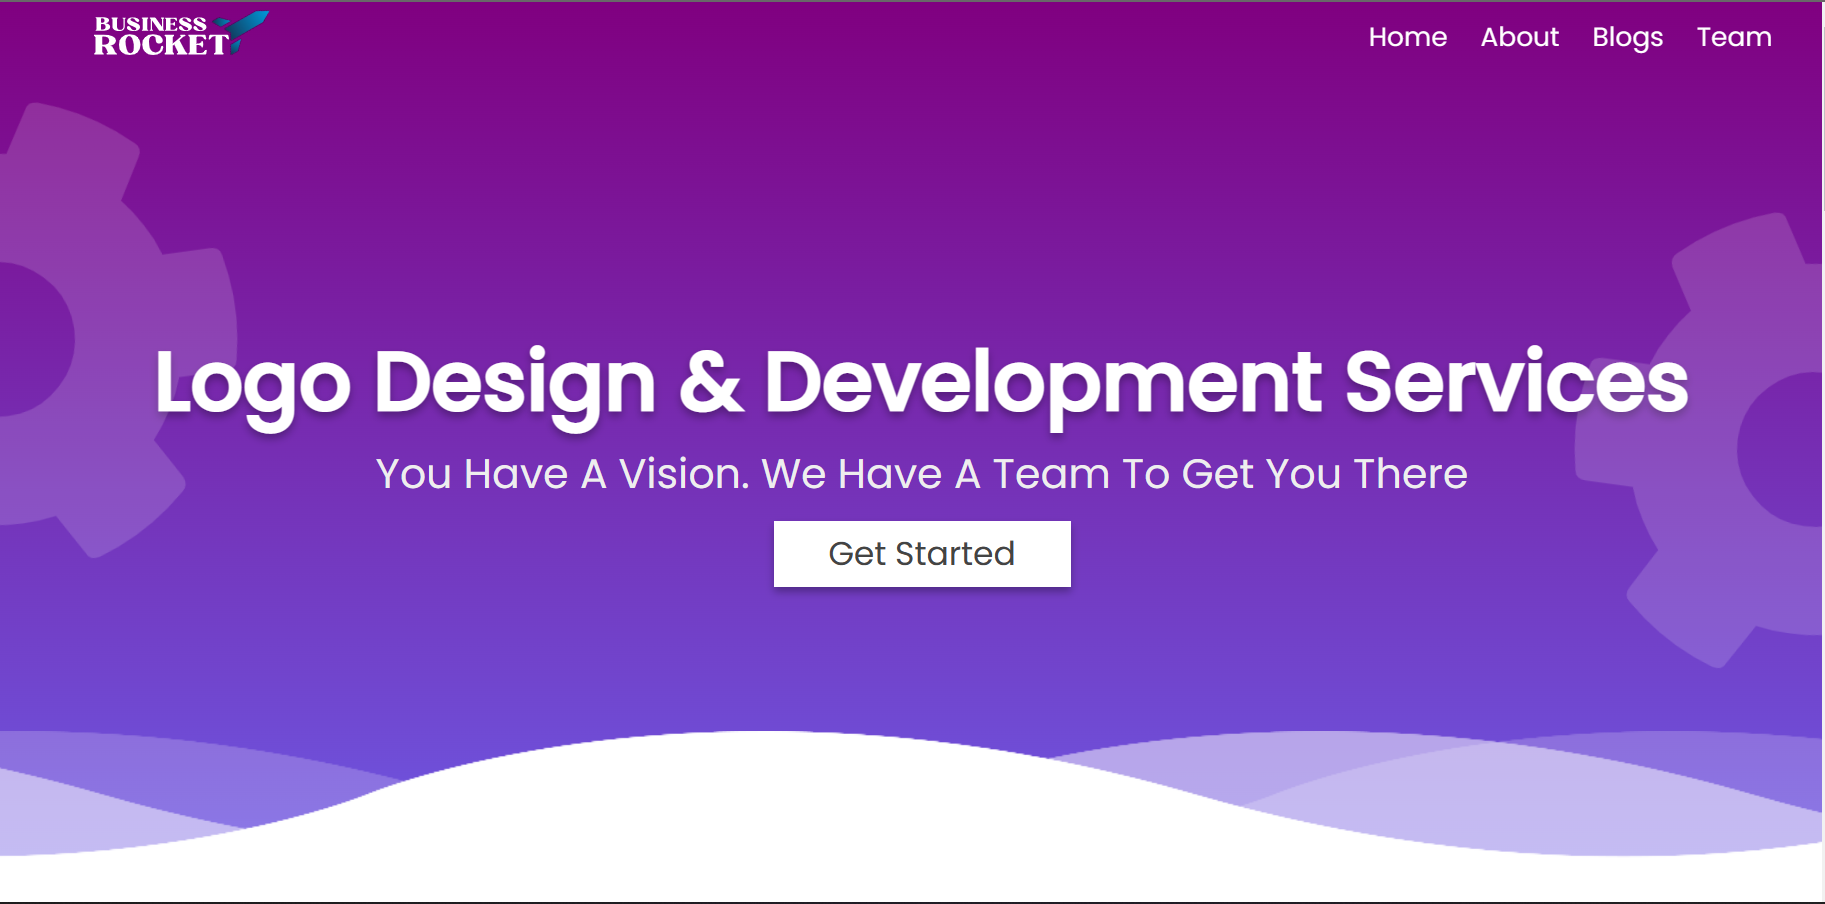 BUSINESS
ROCKET
Home About Blogs Team
Logo Design & Development Services
You Have A Vision. We Have A Team To Get You There
Get Started